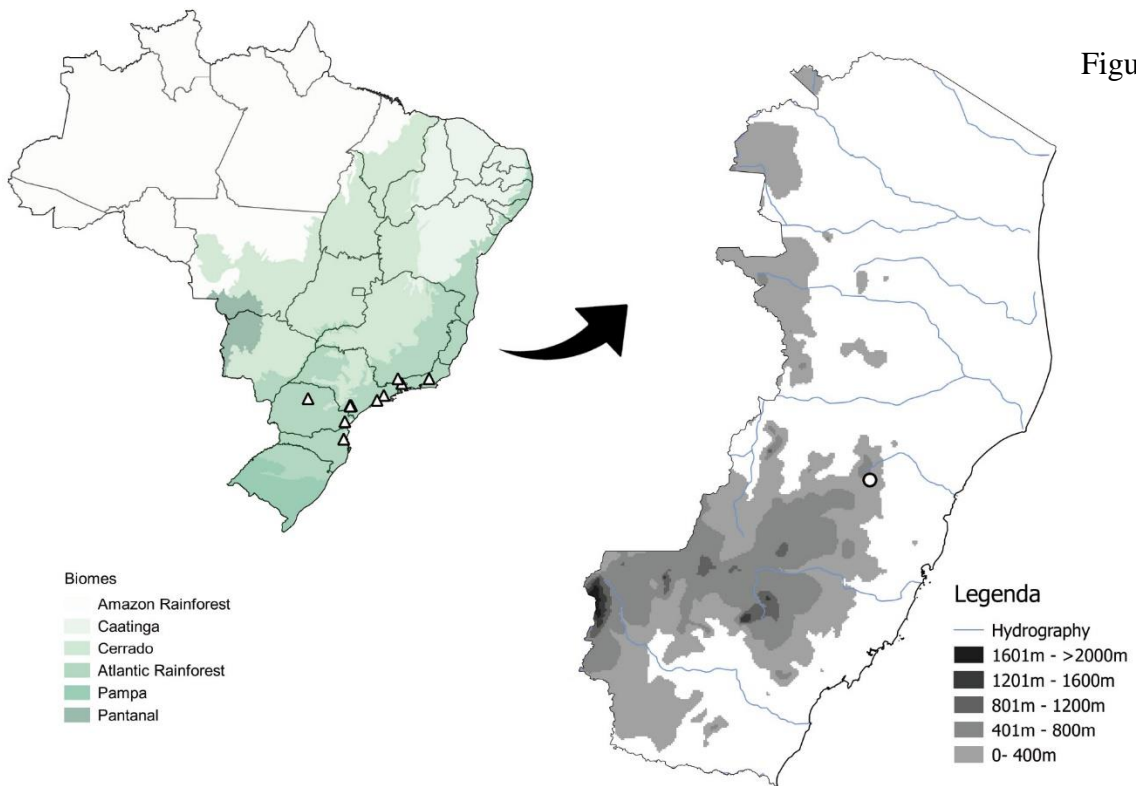 Figu
Biomes
Amazon Rainforest
Caatinga
Cerrado
Atlantic Rainforest
Pampa
Pantanal
Legenda
Hydrography
1601m - >2000m
1201m - 1600m
801m - 1200m
401m - 800m
0- 400m